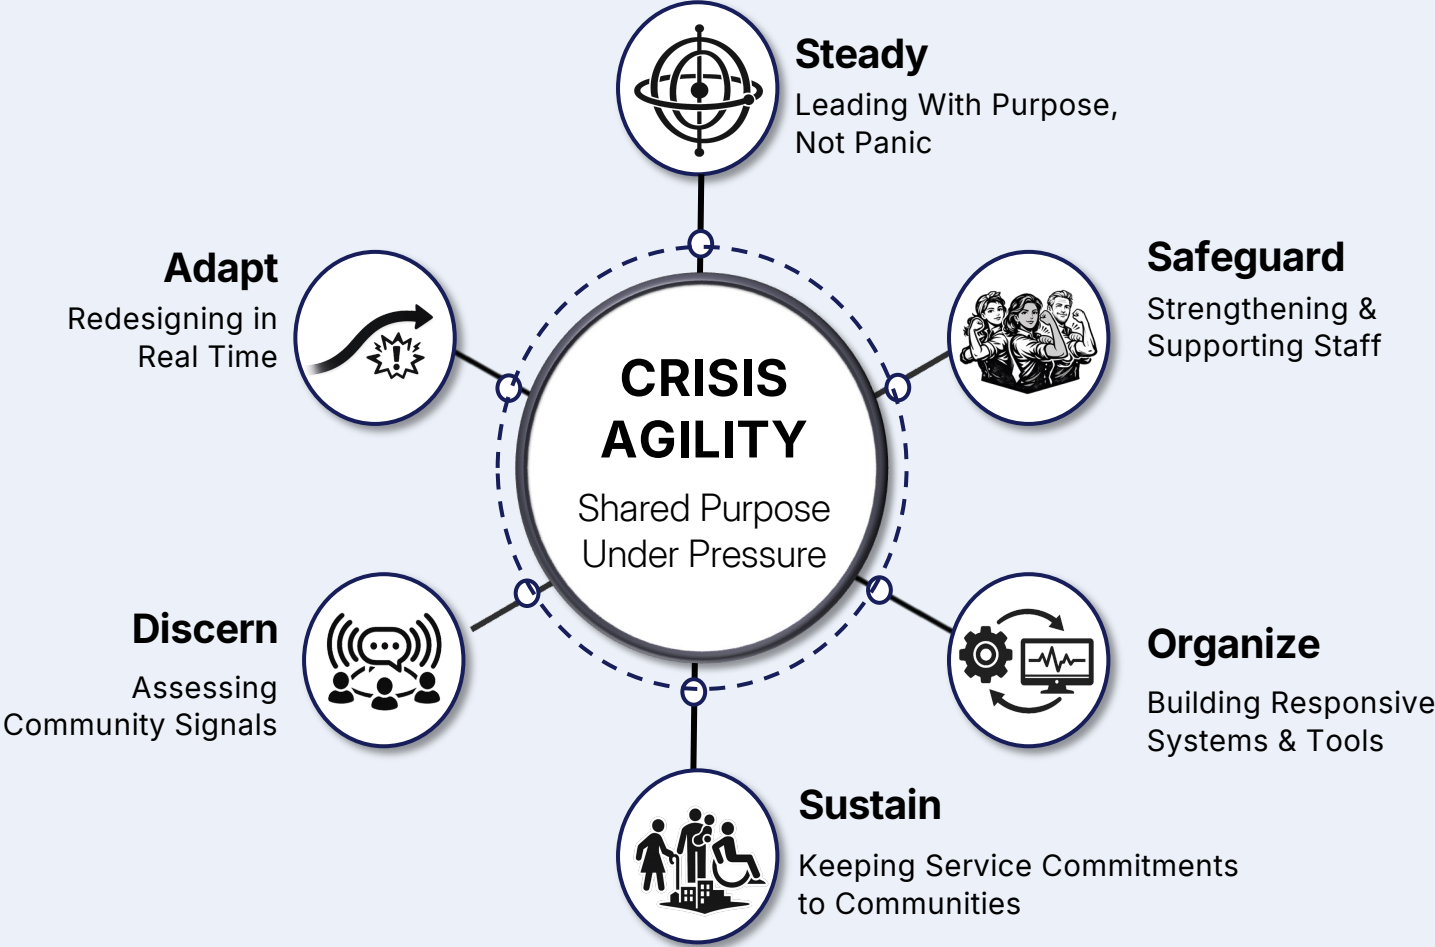 Steady
Leading With Purpose,
Not Panic
Safeguard
Strengthening &
Supporting Staff
Organize
Building Responsive
Systems & Tools
Sustain
Keeping Service Commitments
to Communities
Discern
Assessing
Community Signals
Adapt
Redesigning in
Real Time
CRISIS
AGILITY
Shared Purpose
Under Pressure